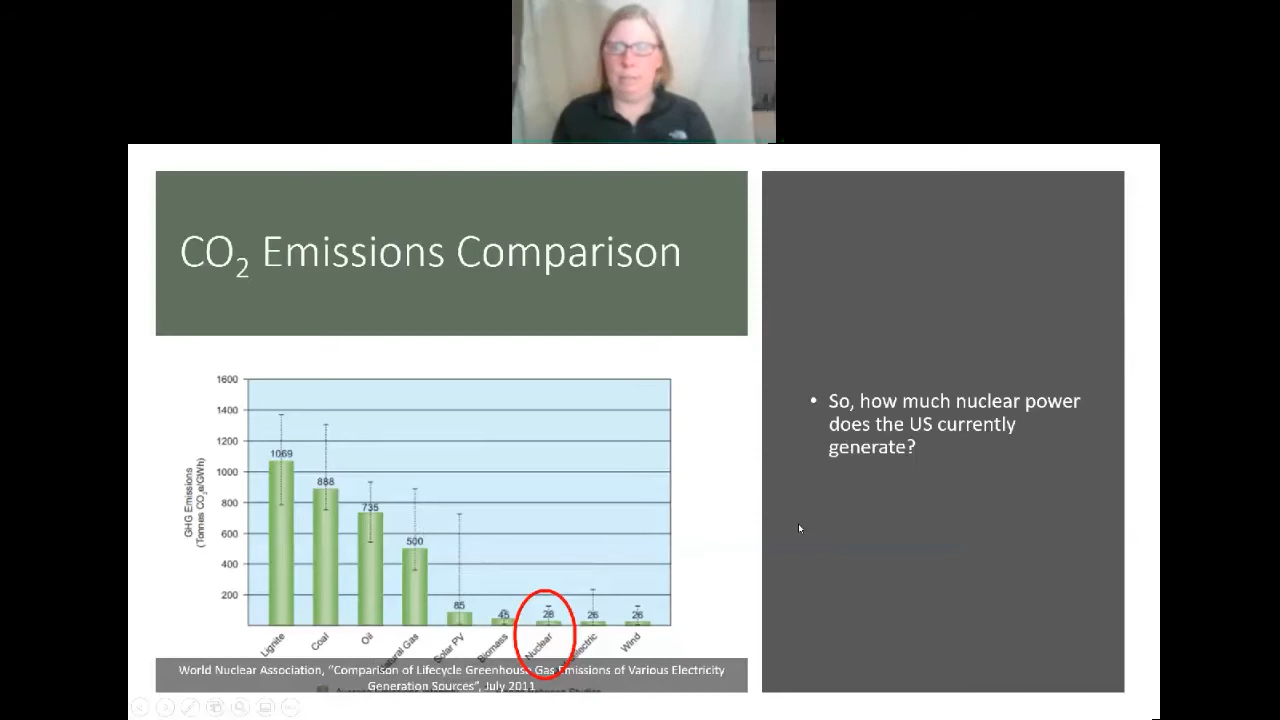 CO2 Emissions Comparison
1600
1400
1200
1000
800
600
400
200
GHG Emissions
(Tonnes CO2e/GWh)
1069
888
735
500
85
45
28
26
26
Lignite
Coal
Oil
Natural Gas
Solar PV
Biomass
Nuclear
Wind
World Nuclear Association, “Comparison of Lifecycle Greenhouse Gas Emissions of Various Electricity
Generation Sources”, July 2011
• So, how much nuclear power
does the US currently
generate?